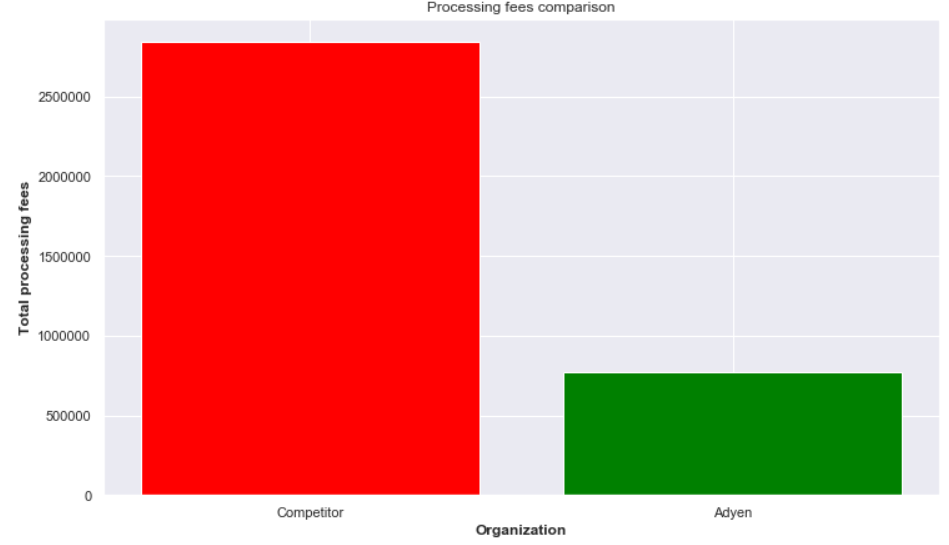 Processing fees comparison
Total processing fees
2500000
2000000
1500000
1000000
500000
0
Competitor
Adyen
Organization